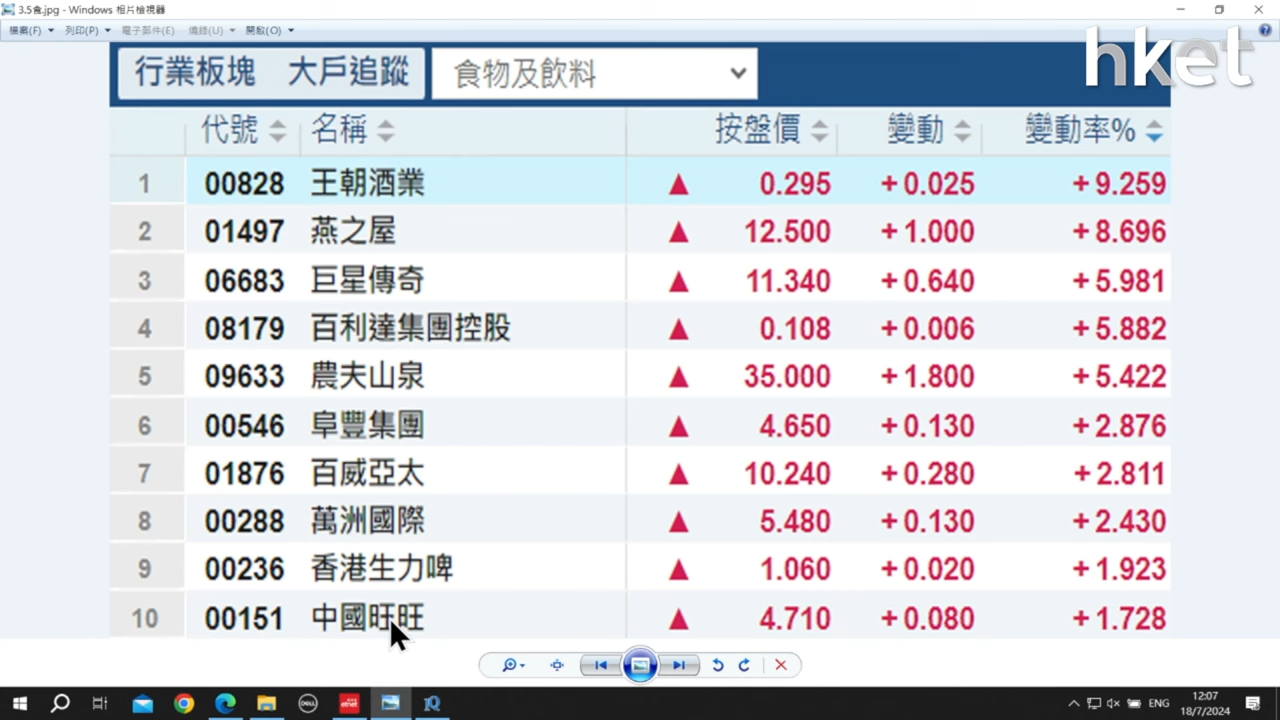 3.5食.jpg - Windows 相片檢視器
檔案(F) 列印(P) 電子郵件(E) 燒錄(U) 開啟(O)
hket
行業板塊 大戶追蹤 食物及飲料
代號 名稱 按盤價 變動 變動率%
1 00828 王朝酒業 ▲ 0.295 +0.025 +9.259
2 01497 燕之屋 ▲ 12.500 +1.000 +8.696
3 06683 巨星傳奇 ▲ 11.340 +0.640 +5.981
4 08179 百利達集團控股 ▲ 0.108 +0.006 +5.882
5 09633 農夫山泉 ▲ 35.000 +1.800 +5.422
6 00546 阜豐集團 ▲ 4.650 +0.130 +2.876
7 01876 百威亞太 ▲ 10.240 +0.280 +2.811
8 00288 萬洲國際 ▲ 5.480 +0.130 +2.430
9 00236 香港生力啤 ▲ 1.060 +0.020 +1.923
10 00151 中國旺旺 ▲ 4.710 +0.080 +1.728
DELL etnet IQ ENG 12:07
18/7/2024